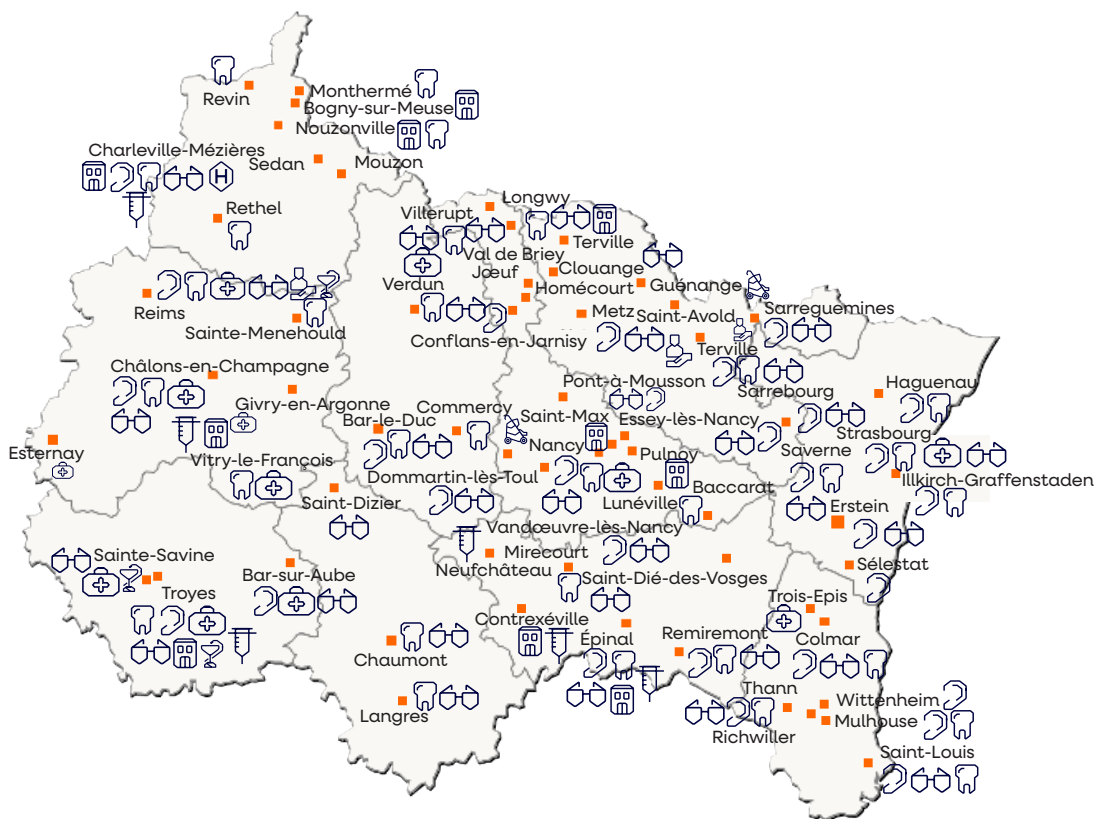 Revin
Monthermé
Bogny-sur-Meuse
Nouzonville
Charleville-Mézières
Sedan
Mouzon
Rethel
Longwy
Villerupt
Terville
Val de Briey
Jœuf
Clouange
Verdun
Homécourt
Guénange
Reims
Metz
Saint-Avold
Sarreguemines
Sainte-Menehould
Conflans-en-Jarnisy
Terville
Châlons-en-Champagne
Pont-à-Mousson
Sarrebourg
Haguenau
Givry-en-Argonne
Commercy
Saint-Max
Essey-lès-Nancy
Bar-le-Duc
Nancy
Strasbourg
Esternay
Pulnoy
Saverne
Vitry-le-François
Dommartin-lès-Toul
Baccarat
Illkirch-Graffenstaden
Saint-Dizier
Lunéville
Erstein
Vandœuvre-lès-Nancy
Sainte-Savine
Mirecourt
Neufchâteau
Sélestat
Bar-sur-Aube
Saint-Dié-des-Vosges
Troyes
Trois-Epis
Contrexéville
Épinal
Remiremont
Colmar
Chaumont
Thann
Wittenheim
Langres
Mulhouse
Richwiller
Saint-Louis
H